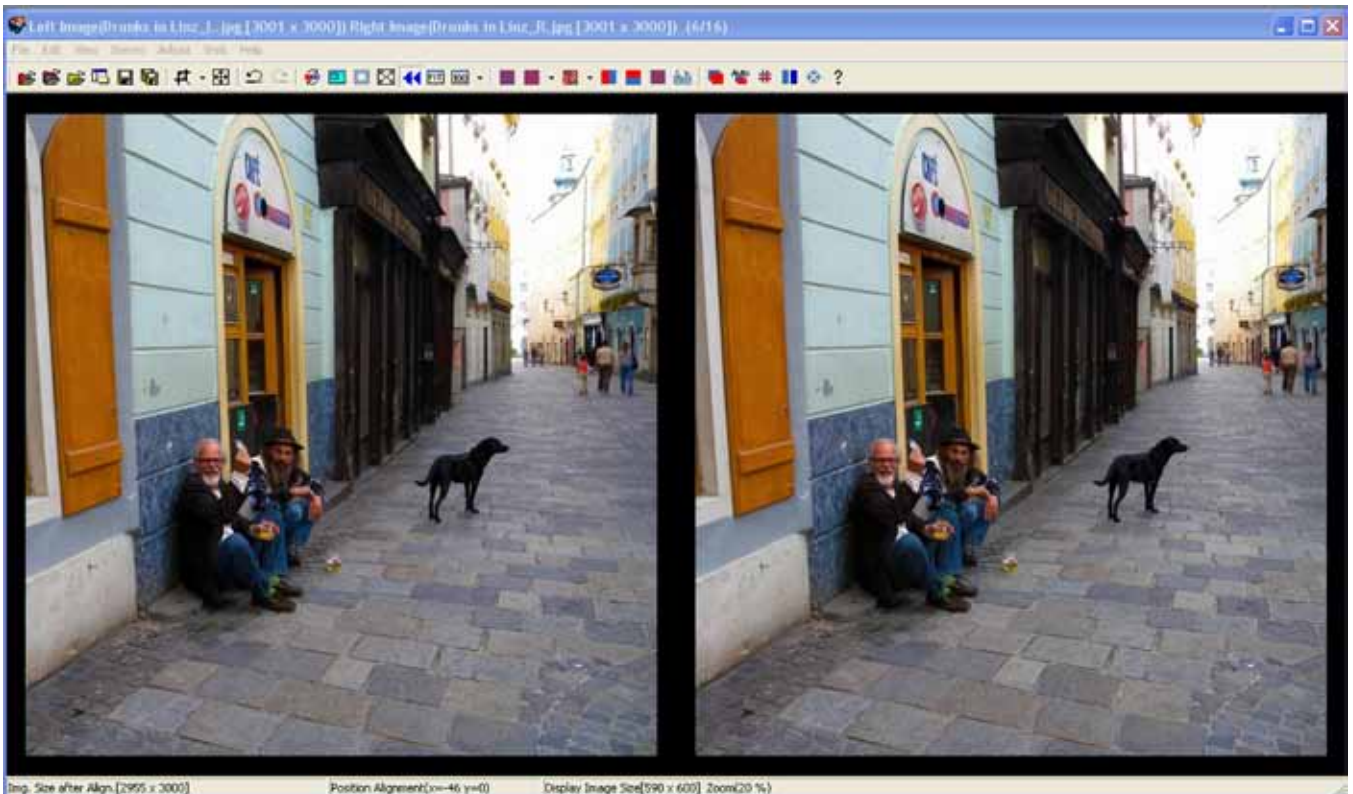 Left Image(Drunks in Linz_L.jpg [3001 x 3000]) Right Image(Drunks in Linz_R.jpg [3001 x 3000]) .(6/16)
File Edit View Stereo Adjust Help
?
café
café
Img. Size after Align.[2955 x 3000] Position Alignment(x=-46 y=0) Display Image Size[590 x 600] Zoom(20 %)